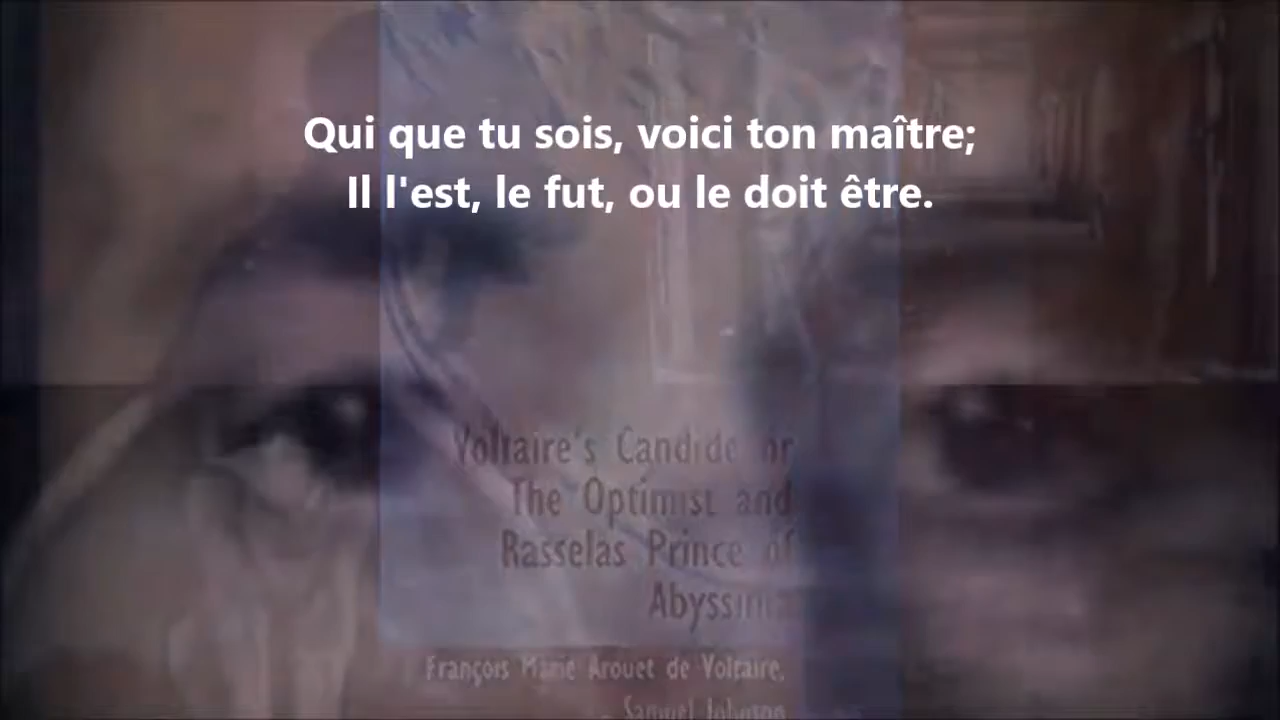 Qui que tu sois, voici ton maître;
Il l'est, le fut, ou le doit être.
Voltaire's Candide or
The Optimist and
Rasselas Prince of
Abyssinia
François Marie Arouet de Voltaire,
Samuel Johnson